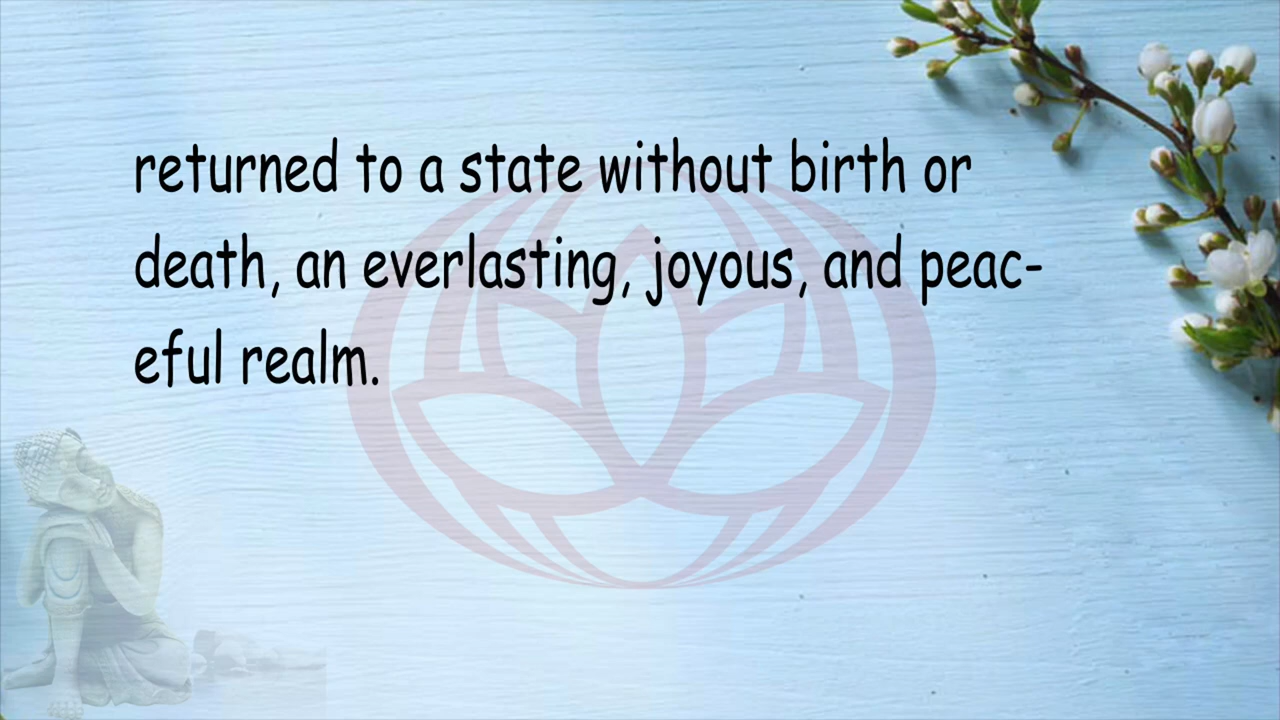 returned to a state without birth or
death, an everlasting, joyous, and peac-
eful realm.